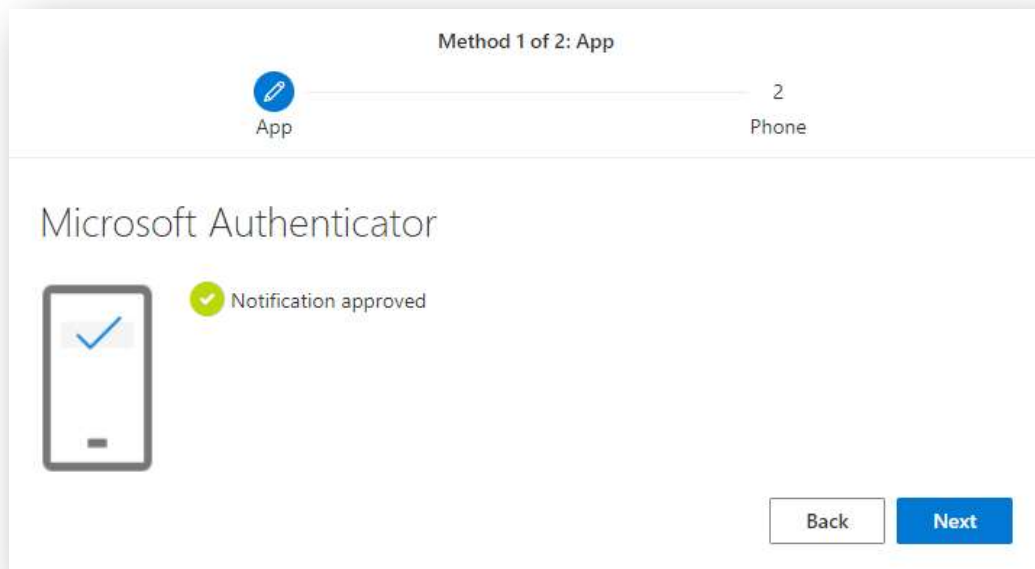 Method 1 of 2: App
2
App
Phone
Microsoft Authenticator
Notification approved
Back
Next